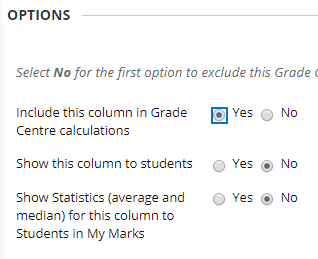 OPTIONS
Select No for the first option to exclude this Grade
Include this column in Grade Yes No
Centre calculations
Show this column to students Yes No
Show Statistics (average and Yes No
median) for this column to
Students in My Marks